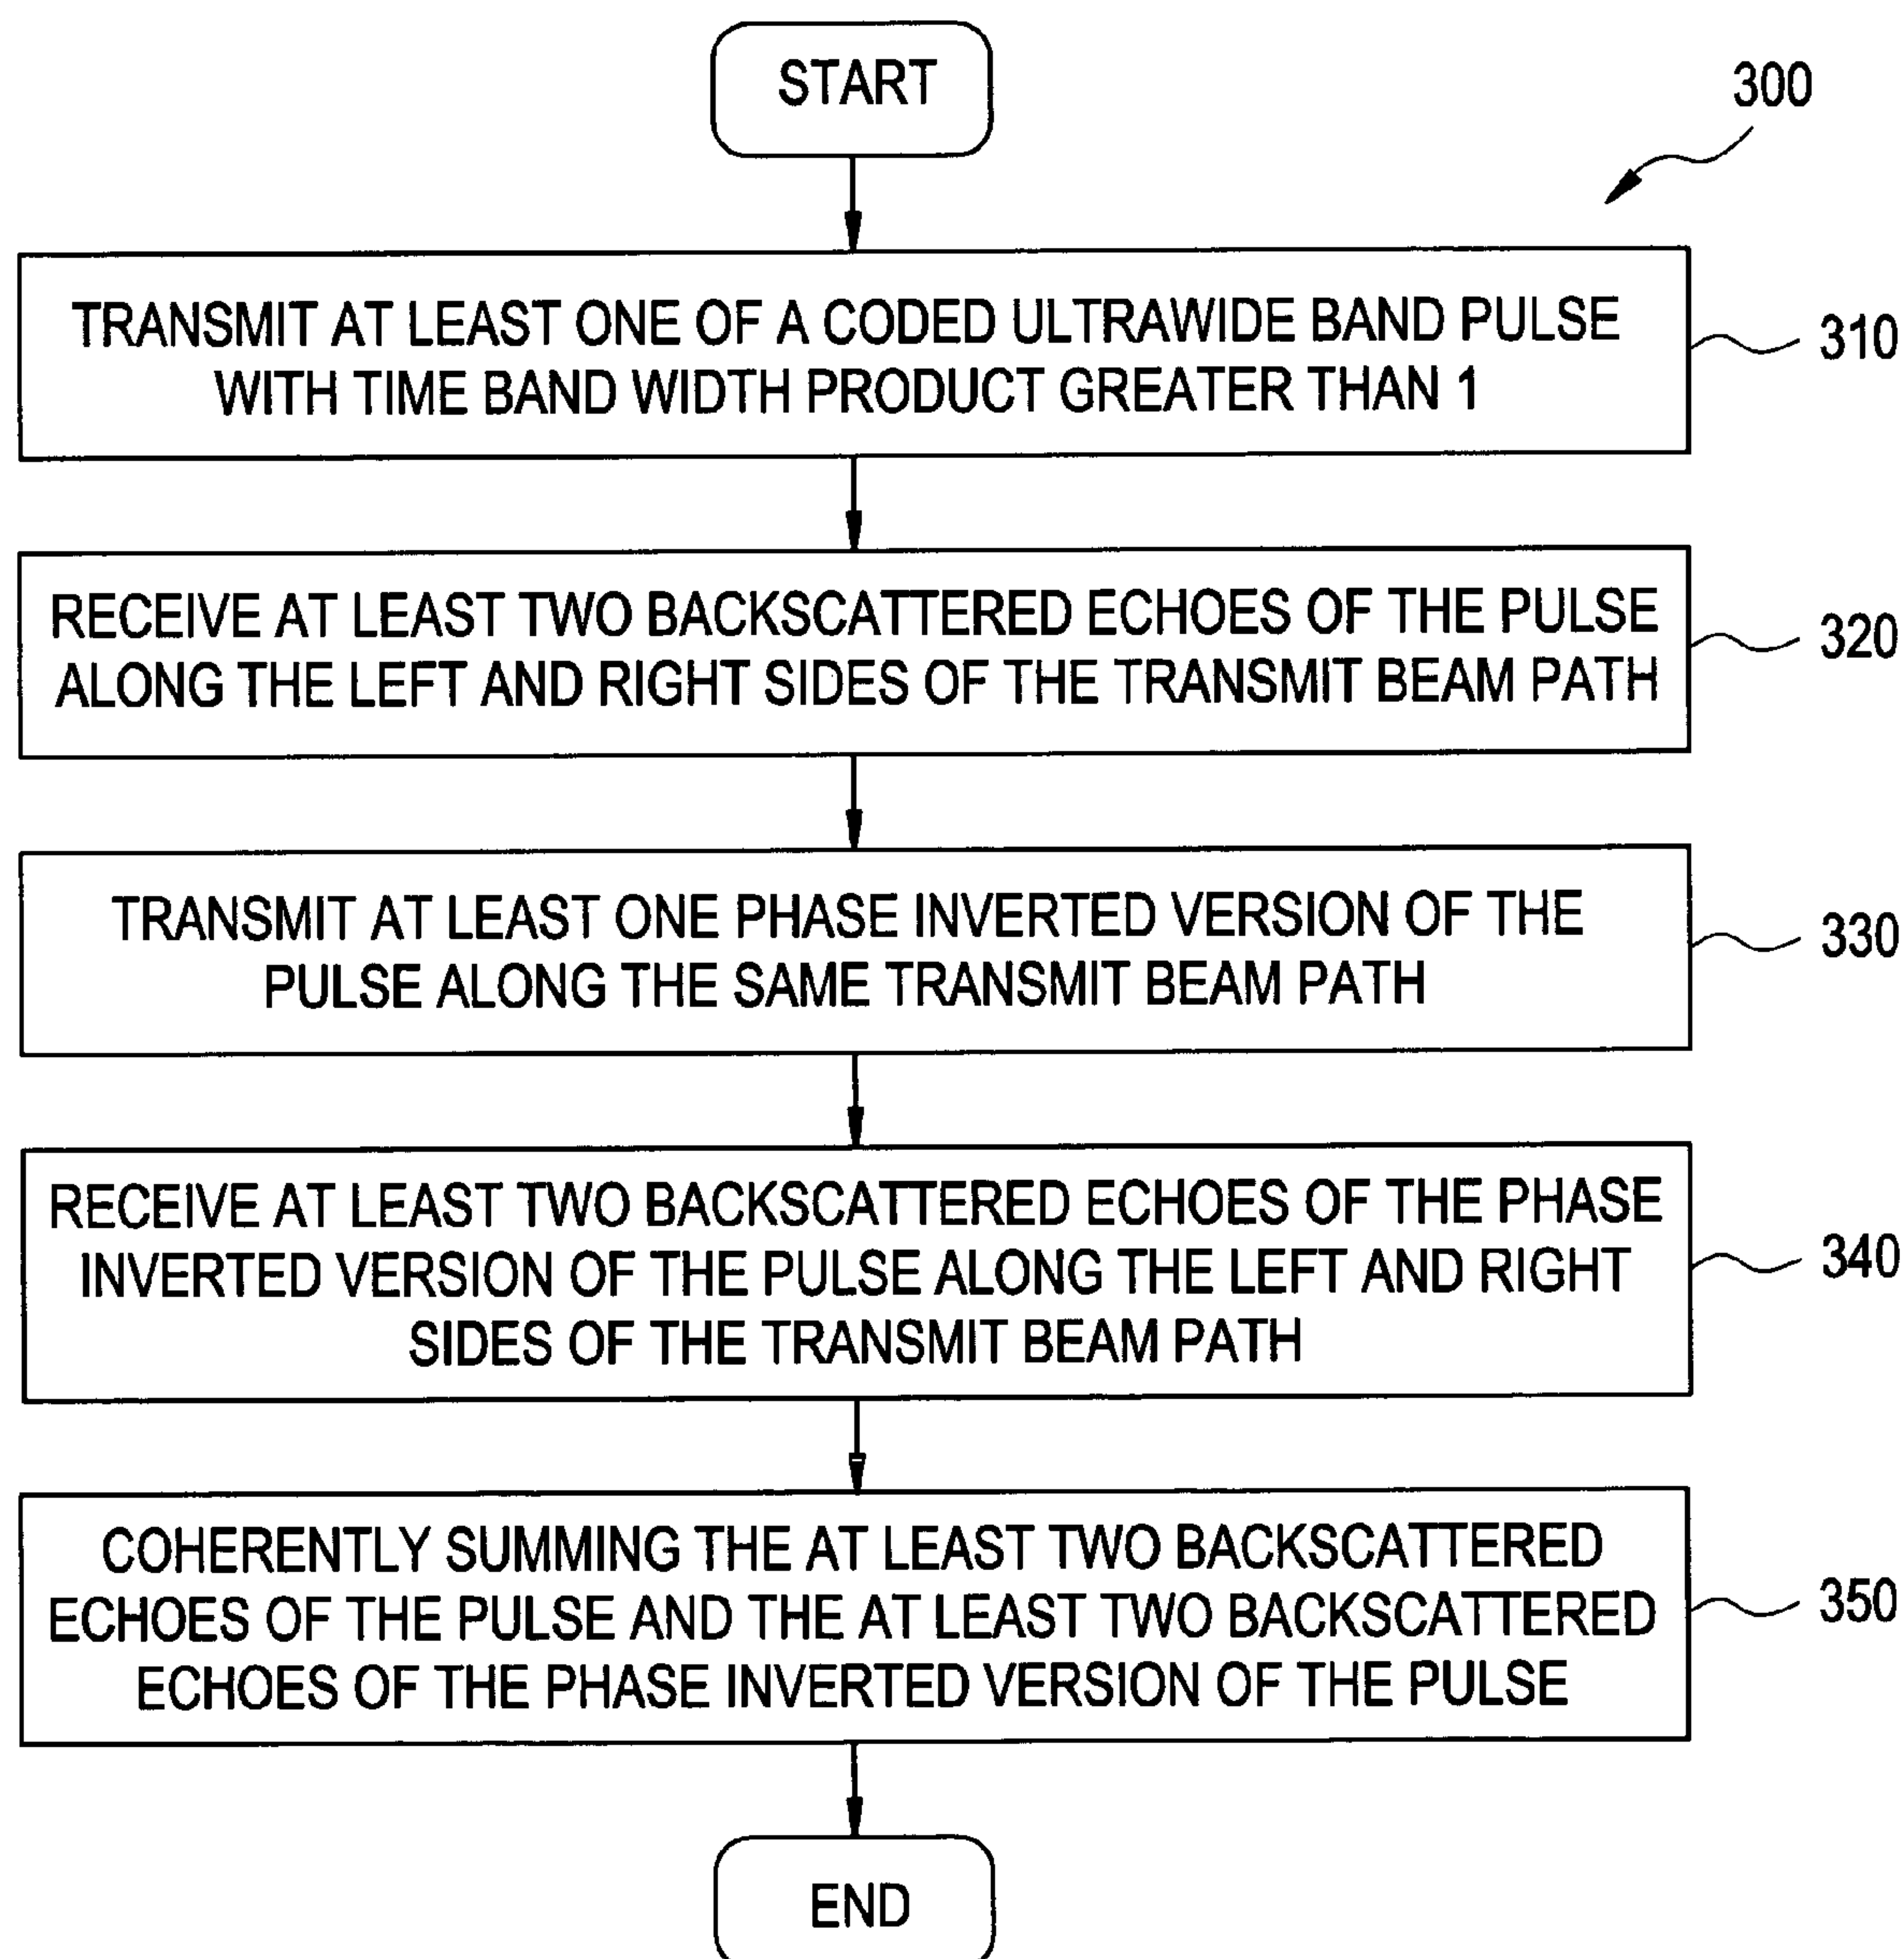 START
300
TRANSMIT AT LEAST ONE OF A CODED ULTRAWIDE BAND PULSE
WITH TIME BAND WIDTH PRODUCT GREATER THAN 1
310
RECEIVE AT LEAST TWO BACKSCATTERED ECHOES OF THE PULSE
ALONG THE LEFT AND RIGHT SIDES OF THE TRANSMIT BEAM PATH
320
TRANSMIT AT LEAST ONE PHASE INVERTED VERSION OF THE
PULSE ALONG THE SAME TRANSMIT BEAM PATH
330
RECEIVE AT LEAST TWO BACKSCATTERED ECHOES OF THE PHASE
INVERTED VERSION OF THE PULSE ALONG THE LEFT AND RIGHT
SIDES OF THE TRANSMIT BEAM PATH
340
COHERENTLY SUMMING THE AT LEAST TWO BACKSCATTERED
ECHOES OF THE PULSE AND THE AT LEAST TWO BACKSCATTERED
ECHOES OF THE PHASE INVERTED VERSION OF THE PULSE
350
END